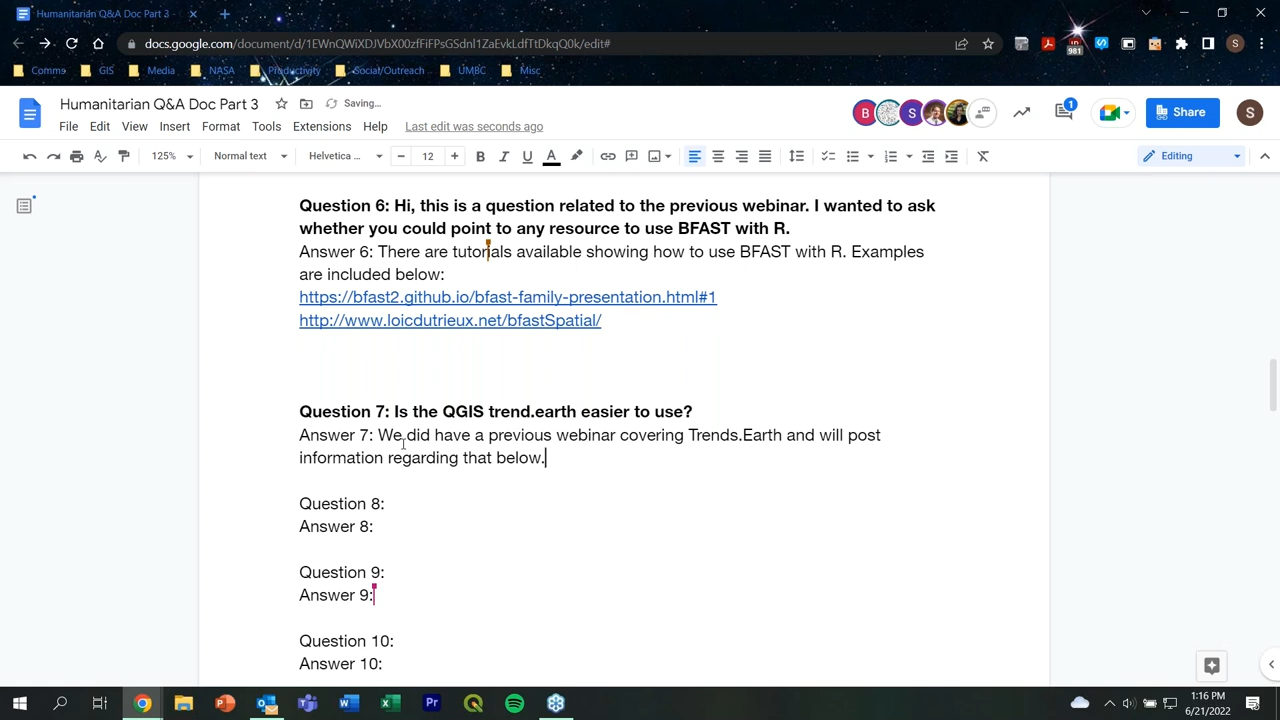 Humanitarian Q&A Doc Part 3
docs.google.com/document/d/1EWnQWiXDJVbX00zfFiFPsGSdnl1ZaEvkLdfTtDkqQ0k/edit#
981
S
Comms GIS Media NASA Productivity Social/Outreach UMBC Misc
Humanitarian Q&A Doc Part 3 Saving...
B S 1 Share S
File Edit View Insert Format Tools Extensions Help Last edit was seconds ago
125% Normal text Helvetica ... 12 B I U A Editing
Question 6: Hi, this is a question related to the previous webinar. I wanted to ask
whether you could point to any resource to use BFAST with R.
Answer 6: There are tutorials available showing how to use BFAST with R. Examples
are included below:
https://bfast2.github.io/bfast-family-presentation.html#1
http://www.loicdutrieux.net/bfastSpatial/
Question 7: Is the QGIS trend.earth easier to use?
Answer 7: We did have a previous webinar covering Trends.Earth and will post
information regarding that below.
Question 8:
Answer 8:
Question 9:
Answer 9:
Question 10:
Answer 10:
1:16 PM
6/21/2022